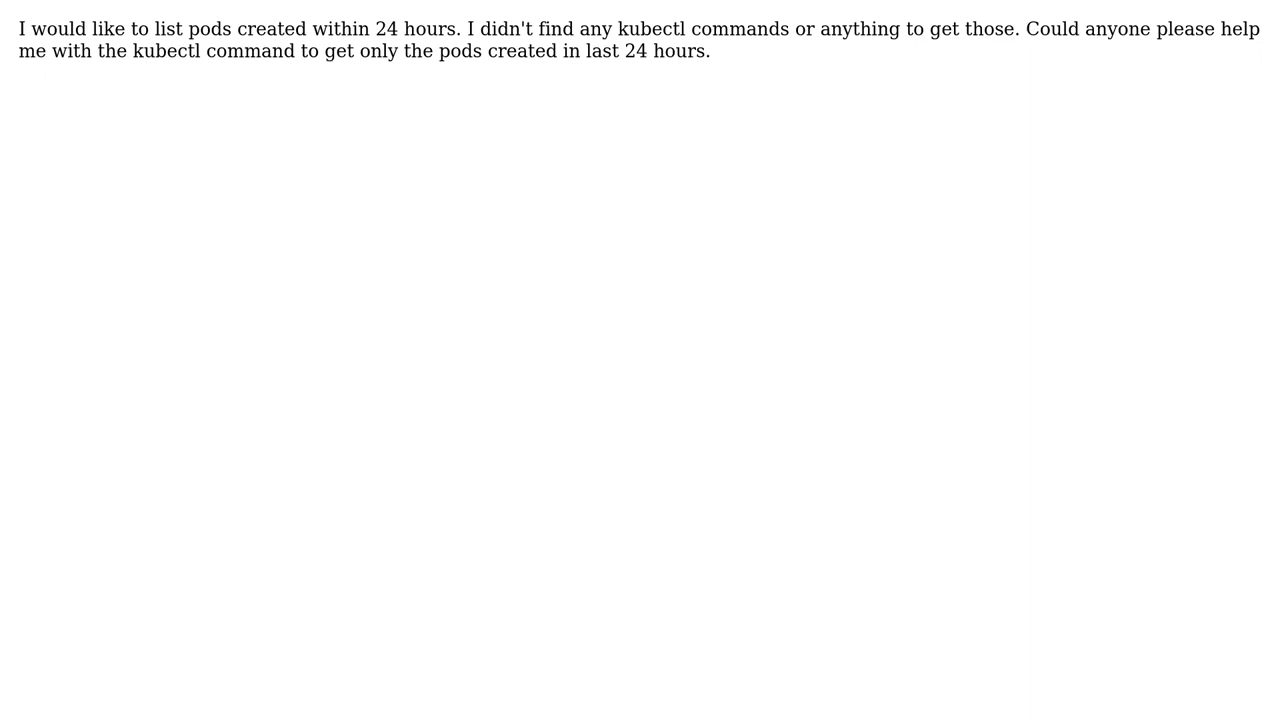 I would like to list pods created within 24 hours. I didn't find any kubectl commands or anything to get those. Could anyone please help
me with the kubectl command to get only the pods created in last 24 hours.